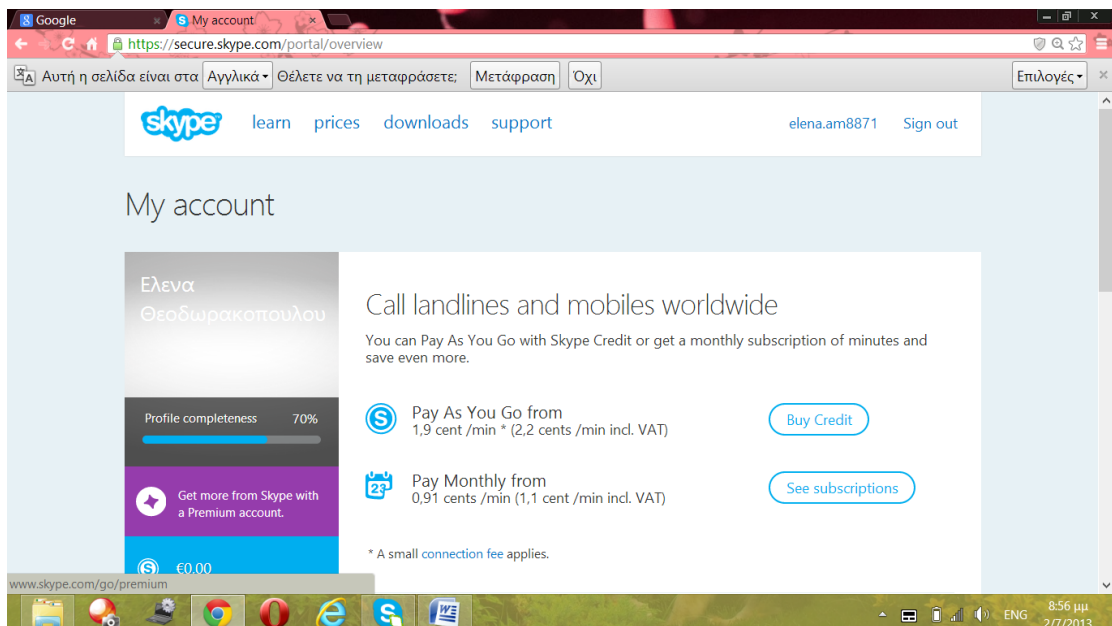 Google
My account
https://secure.skype.com/portal/overview
Αυτή η σελίδα είναι στα Αγγλικά Θέλετε να τη μεταφράσετε; Μετάφραση Όχι Επιλογές
skype learn prices downloads support elena.am8871 Sign out
My account
Ελενα
Θεοδωρακοπουλου
Profile completeness 70%
Get more from Skype with
a Premium account.
€0.00
Call landlines and mobiles worldwide
You can Pay As You Go with Skype Credit or get a monthly subscription of minutes and
save even more.
Pay As You Go from
1,9 cent /min * (2,2 cents /min incl. VAT)
Buy Credit
Pay Monthly from
0,91 cents /min (1,1 cent /min incl. VAT)
See subscriptions
23
* A small connection fee applies.
www.skype.com/go/premium
ENG
8:56 μμ
2/7/2013